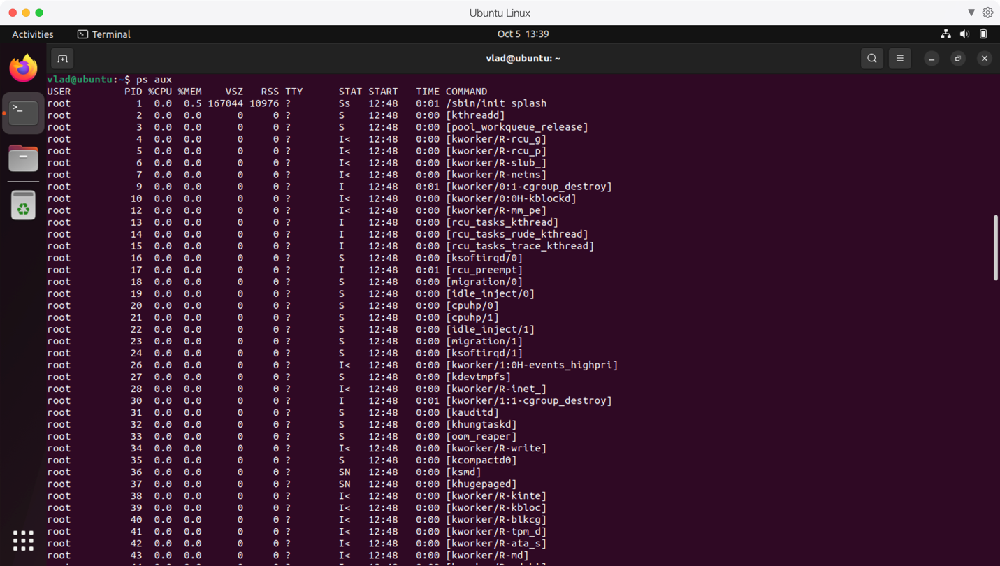 Ubuntu Linux
Activities Terminal Oct 5 13:39
vlad@ubuntu: ~
vlad@ubuntu:~$ ps aux
USER PID %CPU %MEM VSZ RSS TTY STAT START TIME COMMAND
root 1 0.0 0.5 167044 10976 ? Ss 12:48 0:01 /sbin/init splash
root 2 0.0 0.0 0 0 ? S 12:48 0:00 [kthreadd]
root 3 0.0 0.0 0 0 ? S 12:48 0:00 [pool_workqueue_release]
root 4 0.0 0.0 0 0 ? I< 12:48 0:00 [kworker/R-rcu_g]
root 5 0.0 0.0 0 0 ? I< 12:48 0:00 [kworker/R-rcu_p]
root 6 0.0 0.0 0 0 ? I< 12:48 0:00 [kworker/R-slub_]
root 7 0.0 0.0 0 0 ? I< 12:48 0:00 [kworker/R-netns]
root 9 0.0 0.0 0 0 ? I 12:48 0:01 [kworker/0:1-cgroup_destroy]
root 10 0.0 0.0 0 0 ? I< 12:48 0:00 [kworker/0:0H-kblockd]
root 12 0.0 0.0 0 0 ? I< 12:48 0:00 [kworker/R-mm_pe]
root 13 0.0 0.0 0 0 ? I 12:48 0:00 [rcu_tasks_kthread]
root 14 0.0 0.0 0 0 ? I 12:48 0:00 [rcu_tasks_rude_kthread]
root 15 0.0 0.0 0 0 ? I 12:48 0:00 [rcu_tasks_trace_kthread]
root 16 0.0 0.0 0 0 ? S 12:48 0:00 [ksoftirqd/0]
root 17 0.0 0.0 0 0 ? I 12:48 0:01 [rcu_preempt]
root 18 0.0 0.0 0 0 ? S 12:48 0:00 [migration/0]
root 19 0.0 0.0 0 0 ? S 12:48 0:00 [idle_inject/0]
root 20 0.0 0.0 0 0 ? S 12:48 0:00 [cpuhp/0]
root 21 0.0 0.0 0 0 ? S 12:48 0:00 [cpuhp/1]
root 22 0.0 0.0 0 0 ? S 12:48 0:00 [idle_inject/1]
root 23 0.0 0.0 0 0 ? S 12:48 0:00 [migration/1]
root 24 0.0 0.0 0 0 ? S 12:48 0:00 [ksoftirqd/1]
root 26 0.0 0.0 0 0 ? I< 12:48 0:00 [kworker/1:0H-events_highpri]
root 27 0.0 0.0 0 0 ? S 12:48 0:00 [kdevtmpfs]
root 28 0.0 0.0 0 0 ? I< 12:48 0:00 [kworker/R-inet_]
root 30 0.0 0.0 0 0 ? I 12:48 0:01 [kworker/1:1-cgroup_destroy]
root 31 0.0 0.0 0 0 ? S 12:48 0:00 [kauditd]
root 32 0.0 0.0 0 0 ? S 12:48 0:00 [khungtaskd]
root 33 0.0 0.0 0 0 ? S 12:48 0:00 [oom_reaper]
root 34 0.0 0.0 0 0 ? I< 12:48 0:00 [kworker/R-write]
root 35 0.0 0.0 0 0 ? S 12:48 0:00 [kcompactd0]
root 36 0.0 0.0 0 0 ? SN 12:48 0:00 [ksmd]
root 37 0.0 0.0 0 0 ? SN 12:48 0:00 [khugepaged]
root 38 0.0 0.0 0 0 ? I< 12:48 0:00 [kworker/R-kinte]
root 39 0.0 0.0 0 0 ? I< 12:48 0:00 [kworker/R-kbloc]
root 40 0.0 0.0 0 0 ? I< 12:48 0:00 [kworker/R-blkcg]
root 41 0.0 0.0 0 0 ? I< 12:48 0:00 [kworker/R-tpm_d]
root 42 0.0 0.0 0 0 ? I< 12:48 0:00 [kworker/R-ata_s]
root 43 0.0 0.0 0 0 ? I< 12:48 0:00 [kworker/R-md]